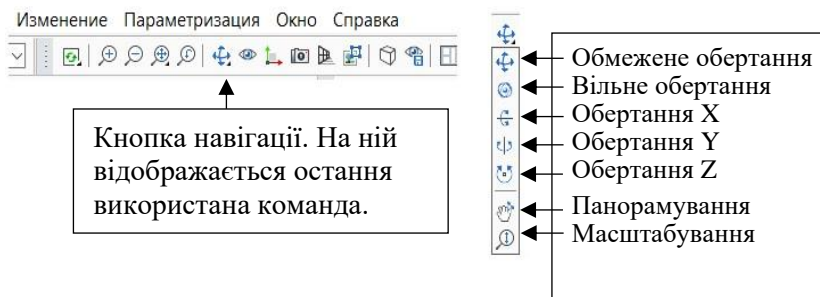 Изменение Параметризация Окно Справка
Кнопка навігації. На ній
відображається остання
використана команда.
Обмежене обертання
Вільне обертання
Обертання X
Обертання Y
Обертання Z
Панорамування
Масштабування